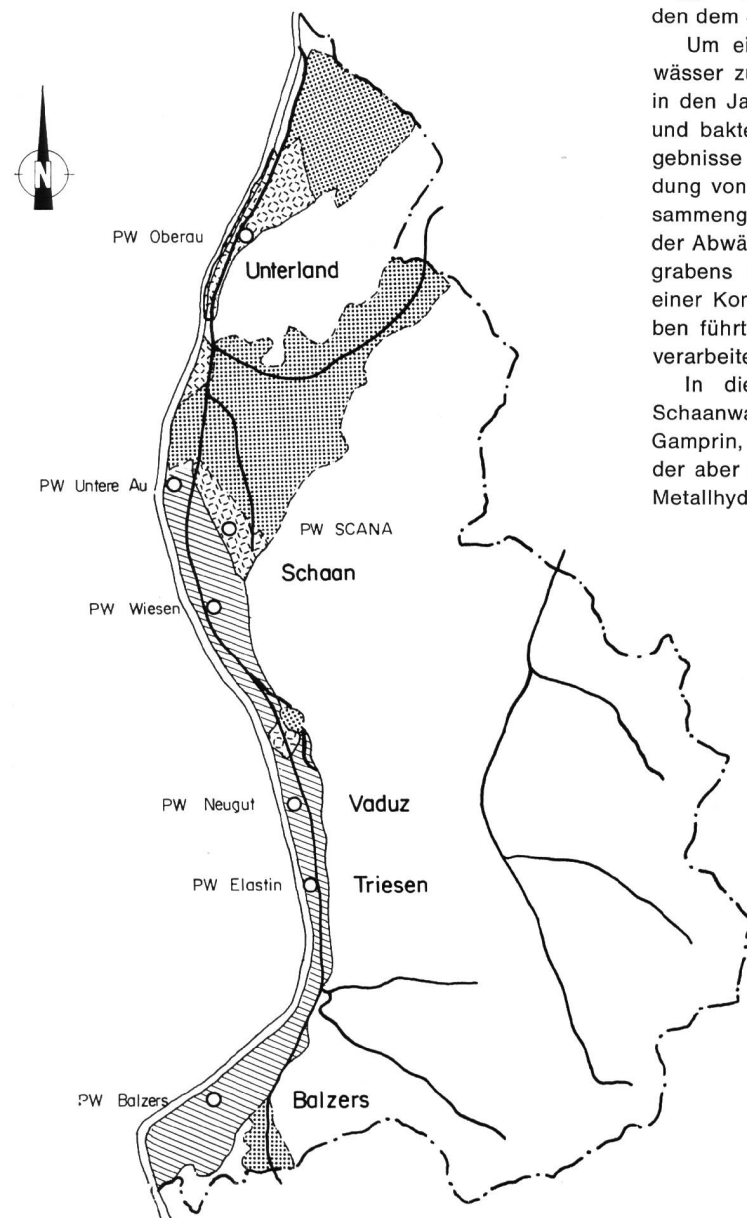 den dem
Um ei
wässer zu
in den Ja
und bakte
gebnisse
dung von
sammeng
der Abwä
grabens
einer Kor
ben führt
verarbeite
In die
Schaanwa
Gamprin,
der aber
Metallhyd
N
PW Oberau
Unterland
PW Untere Au
PW SCANA
Schaan
PW Wiesen
PW Neugut
Vaduz
PW Elastin
Triesen
PW Balzers
Balzers